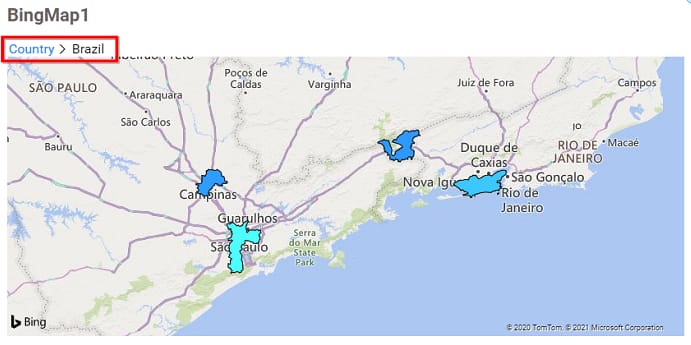 BingMap1
Country > Brazil
Ribeirão Preto
Poços de
Caldas
Varginha
Juiz de Fora
Campos
SÃO PAULO
Araraquara
São Carlos
Bauru
Macaé
RIO DE
JANEIRO
Duque de
Caxias
São Gonçalo
Nova Igu
Rio de
Janeiro
Campinas
Guarulhos
São Paulo
Serra
do Mar
State
Park
Bing
© 2020 TomTom, © 2021 Microsoft Corporation